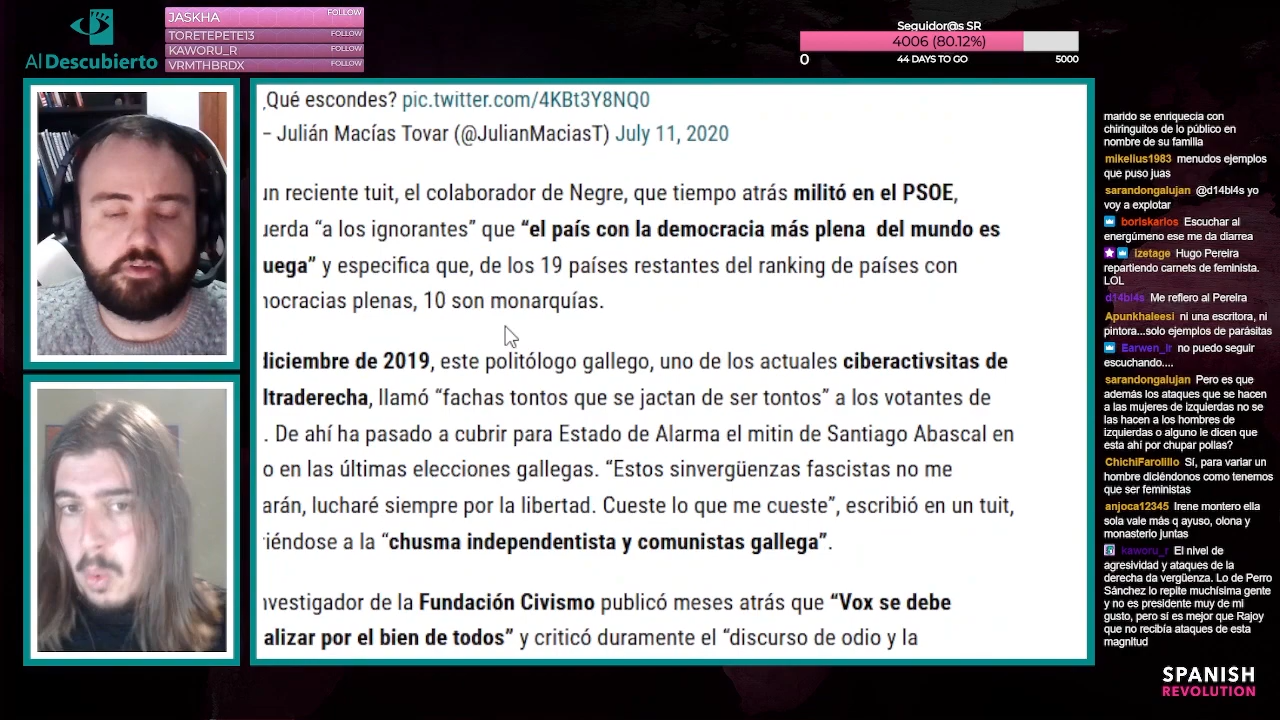 Al Descubierto
JASKHA FOLLOW
TORETEPETE13 FOLLOW
KAWORU_R FOLLOW
VRMTHBRDX FOLLOW
Seguidor@s SR
4006 (80.12%)
0 44 DAYS TO GO 5000
¿Qué escondes? pic.twitter.com/4KBt3Y8NQ0
– Julián Macías Tovar (@JulianMaciasT) July 11, 2020
un reciente tuit, el colaborador de Negre, que tiempo atrás militó en el PSOE,
uerda “a los ignorantes” que “el país con la democracia más plena del mundo es
uega” y especifica que, de los 19 países restantes del ranking de países con
nocracias plenas, 10 son monarquías.
diciembre de 2019, este politólogo gallego, uno de los actuales ciberactivsitas de
ltraderecha, llamó “fachas tontos que se jactan de ser tontos” a los votantes de
. De ahí ha pasado a cubrir para Estado de Alarma el mitin de Santiago Abascal en
o en las últimas elecciones gallegas. “Estos sinvergüenzas fascistas no me
arán, lucharé siempre por la libertad. Cueste lo que me cueste”, escribió en un tuit,
riéndose a la “chusma independentista y comunistas gallega”.
nvestigador de la Fundación Civismo publicó meses atrás que “Vox se debe
alizar por el bien de todos” y criticó duramente el “discurso de odio y la
marido se enriquecía con
chiringuitos de lo público en
nombre de su familia
mikelius1983 menudos ejemplos
que puso juas
sarandongalujan @d14bl4s yo
voy a explotar
boriskarlos Escuchar al
energúmeno ese me da diarrea
izetage Hugo Pereira
repartiendo carnets de feminista.
LOL
d14bl4s Me refiero al Pereira
Apunkhaleesi ni una escritora, ni
pintora...solo ejemplos de parásitas
Earwen_Ir no puedo seguir
escuchando....
sarandongalujan Pero es que
además los ataques que se hacen
a las mujeres de izquierdas no se
las hacen a los hombres de
izquierdas o alguno le dicen que
esta ahí por chupar pollas?
ChichiFarolillo Sí, para variar un
hombre diciéndonos como tenemos
que ser feministas
anjoca12345 Irene montero ella
sola vale más q ayuso, olona y
monasterio juntas
kaworu_r El nivel de
agresividad y ataques de la
derecha da vergüenza. Lo de Perro
Sánchez lo repite muchísima gente
y no es presidente muy de mi
gusto, pero sí es mejor que Rajoy
que no recibía ataques de esta
magnitud
SPANISH
REVOLUTION